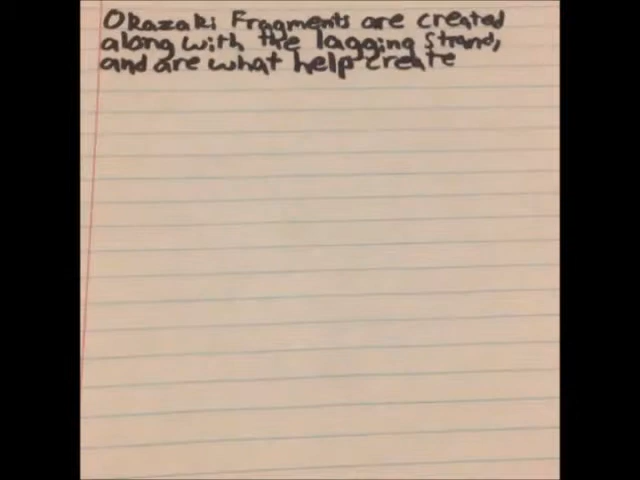 Okazaki Fragments are created
along with the lagging strand,
and are what help create